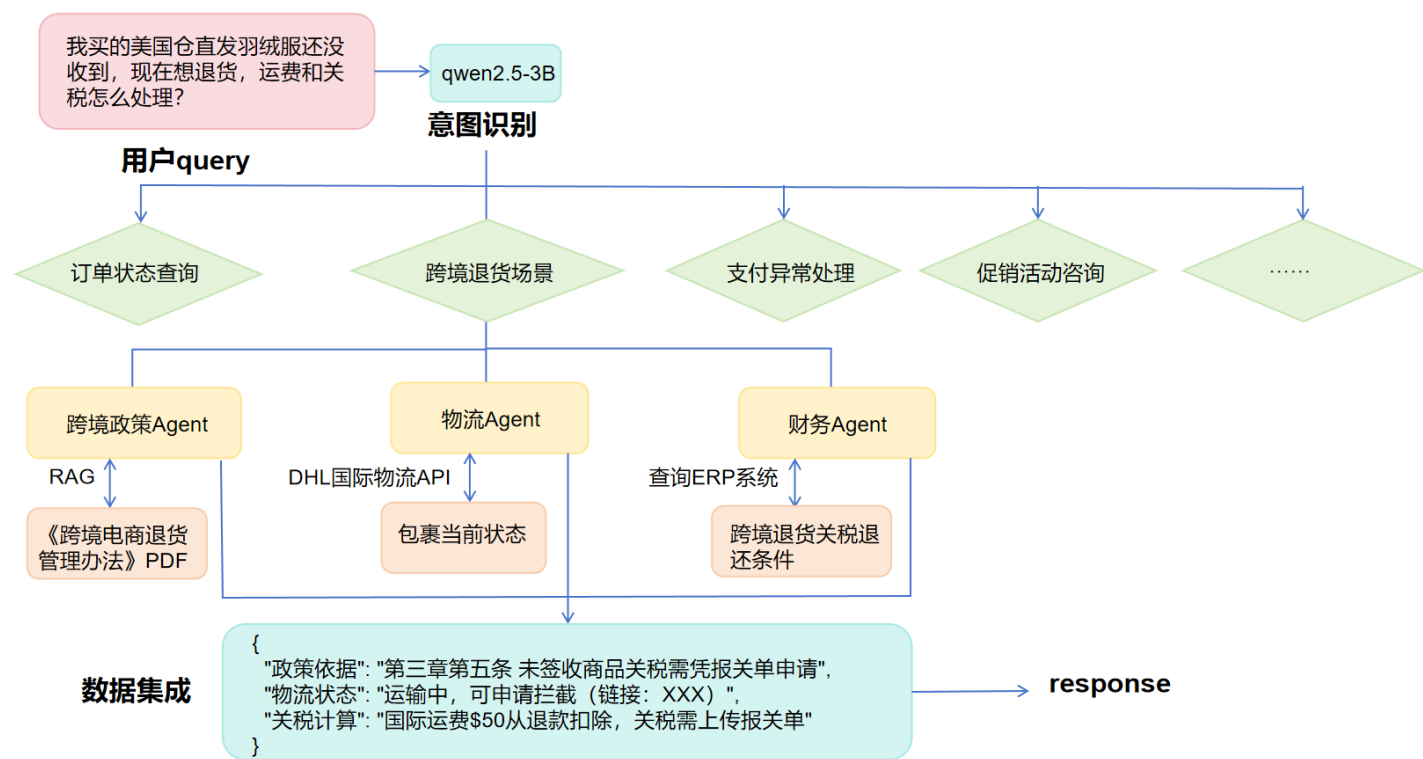 我买的美国仓直发羽绒服还没
收到，现在想退货，运费和关
税怎么处理？
qwen2.5-3B
意图识别
用户query
订单状态查询
跨境退货场景
支付异常处理
促销活动咨询
……
跨境政策Agent
物流Agent
财务Agent
RAG
DHL国际物流API
查询ERP系统
《跨境电商退货
管理办法》PDF
包裹当前状态
跨境退货关税退
还条件
数据集成
{
"政策依据": "第三章第五条 未签收商品关税需凭报关单申请",
"物流状态": "运输中，可申请拦截（链接：XXX）",
"关税计算": "国际运费$50从退款扣除，关税需上传报关单"
}
response